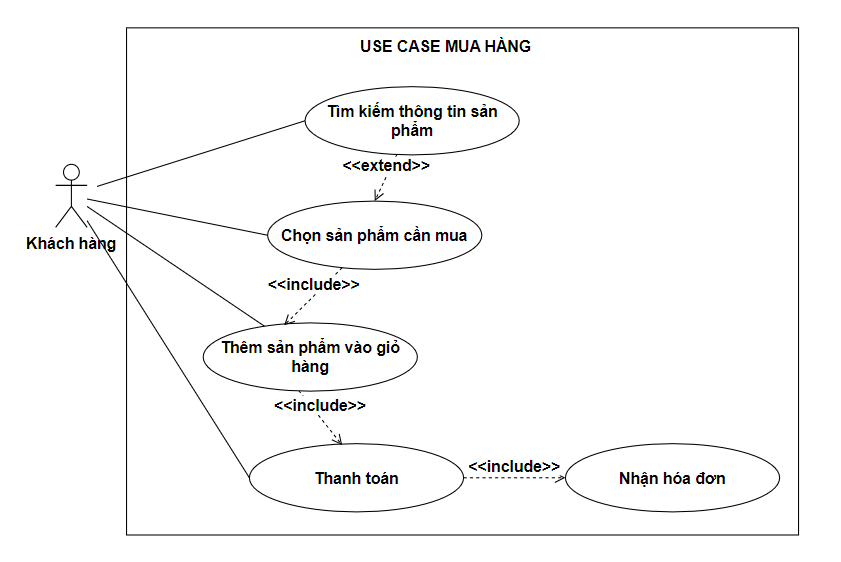 USE CASE MUA HÀNG
Tìm kiếm thông tin sản
phẩm
<<extend>>
Khách hàng
Chọn sản phẩm cần mua
<<include>>
Thêm sản phẩm vào giỏ
hàng
<<include>>
Thanh toán
<<include>>
Nhận hóa đơn